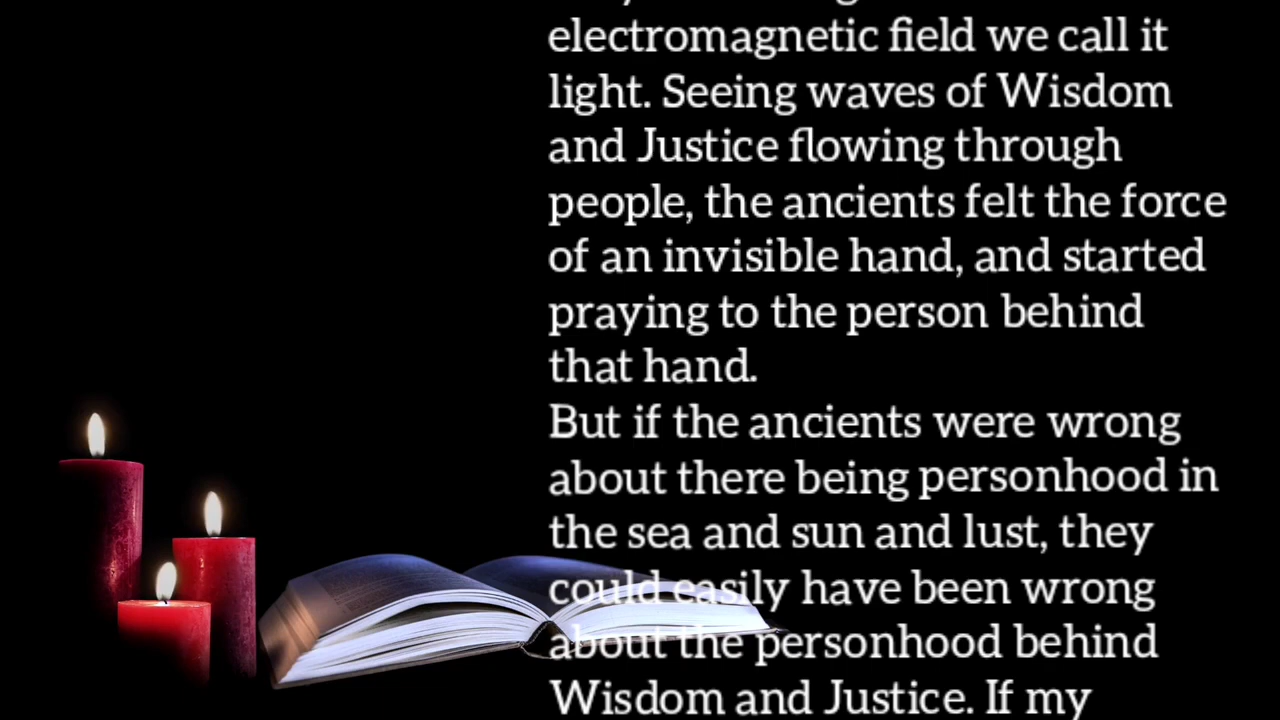 electromagnetic field we call it
light. Seeing waves of Wisdom
and Justice flowing through
people, the ancients felt the force
of an invisible hand, and started
praying to the person behind
that hand.
But if the ancients were wrong
about there being personhood in
the sea and sun and lust, they
could easily have been wrong
about the personhood behind
Wisdom and Justice. If my